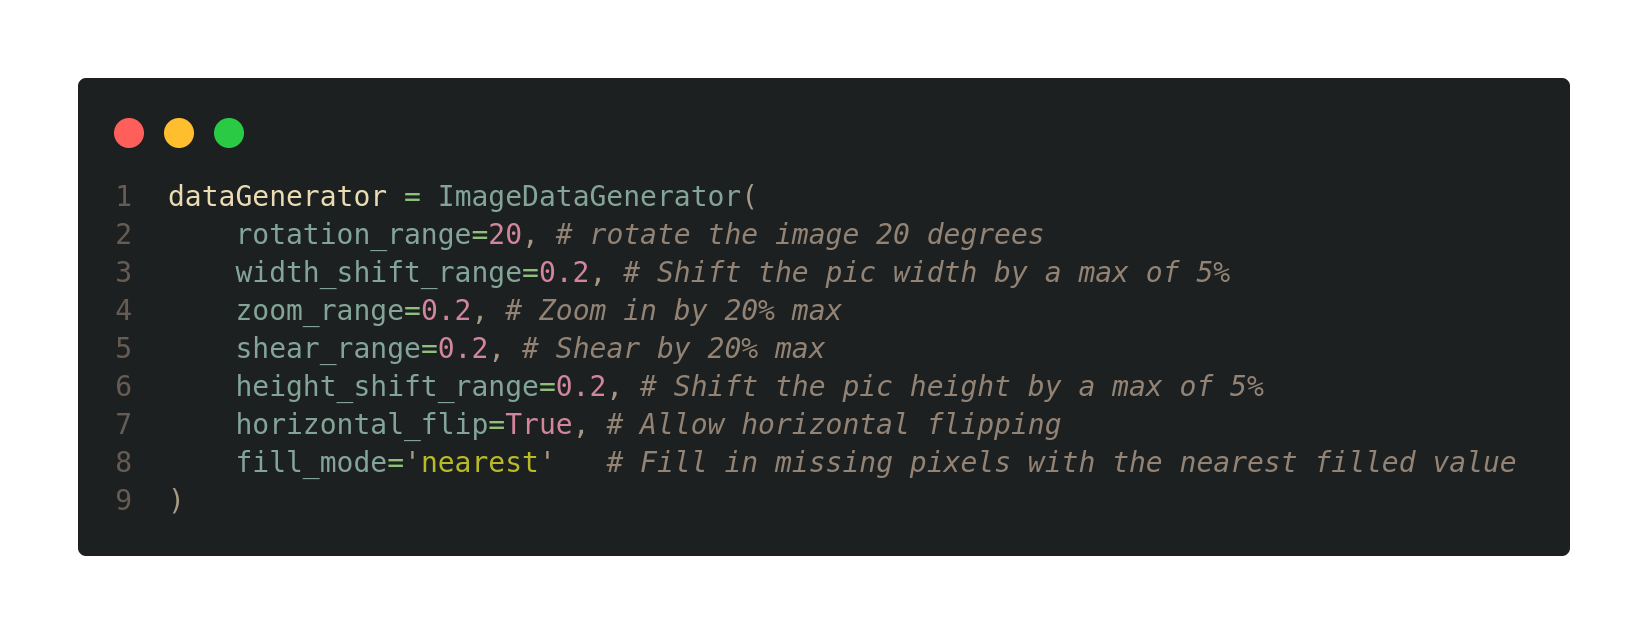 1 dataGenerator = ImageDataGenerator(
2     rotation_range=20, # rotate the image 20 degrees
3     width_shift_range=0.2, # Shift the pic width by a max of 5%
4     zoom_range=0.2, # Zoom in by 20% max
5     shear_range=0.2, # Shear by 20% max
6     height_shift_range=0.2, # Shift the pic height by a max of 5%
7     horizontal_flip=True, # Allow horizontal flipping
8     fill_mode='nearest'   # Fill in missing pixels with the nearest filled value
9 )